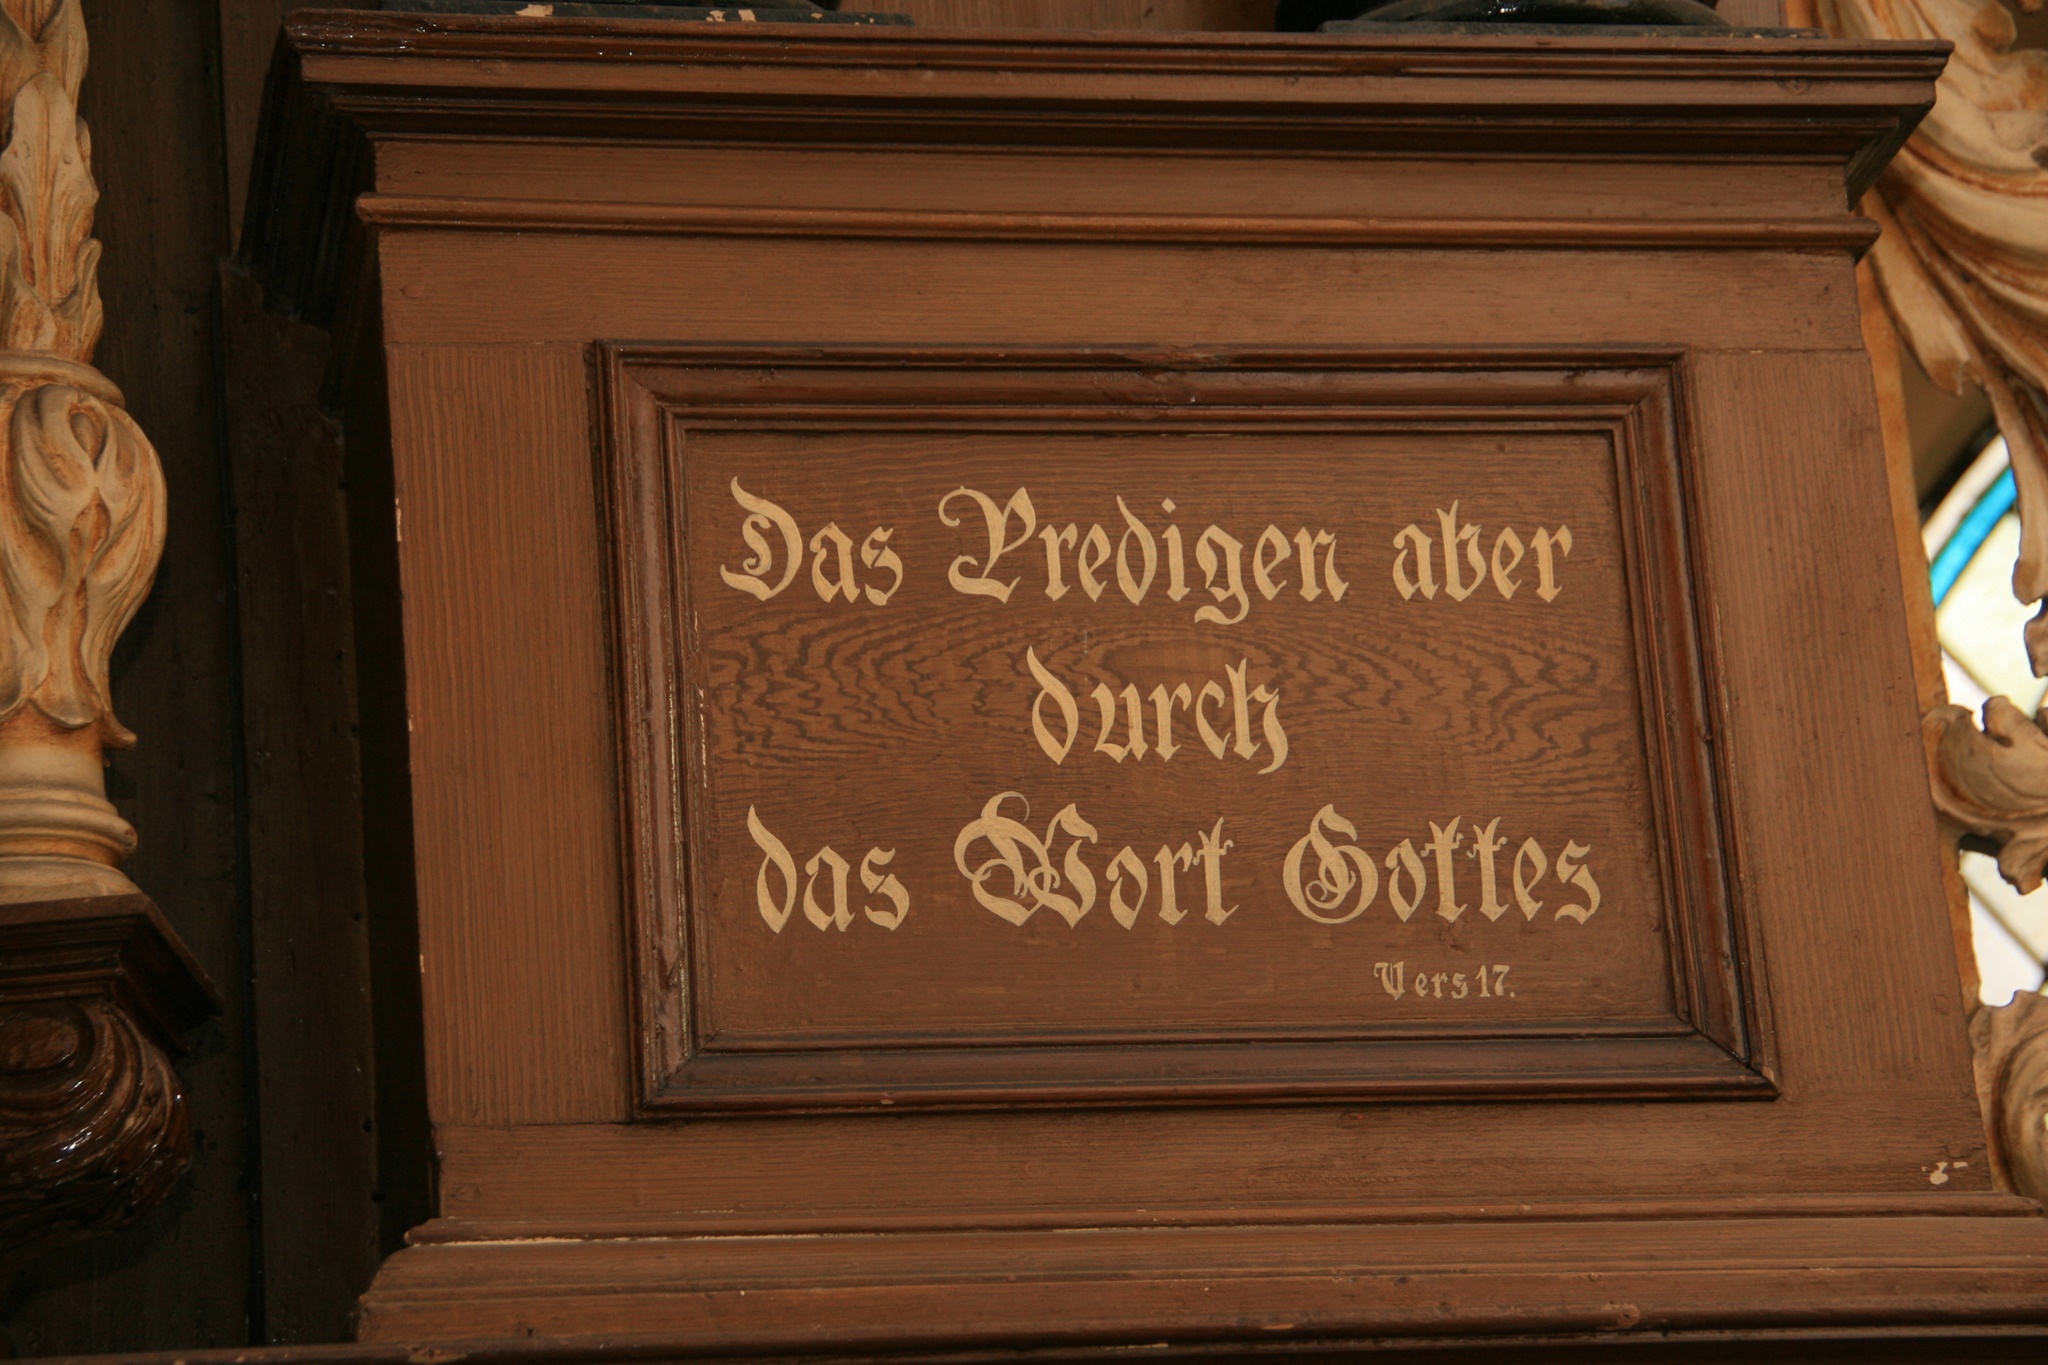 Das Predigen aber
durch
das Wort Gottes
Vers 17.